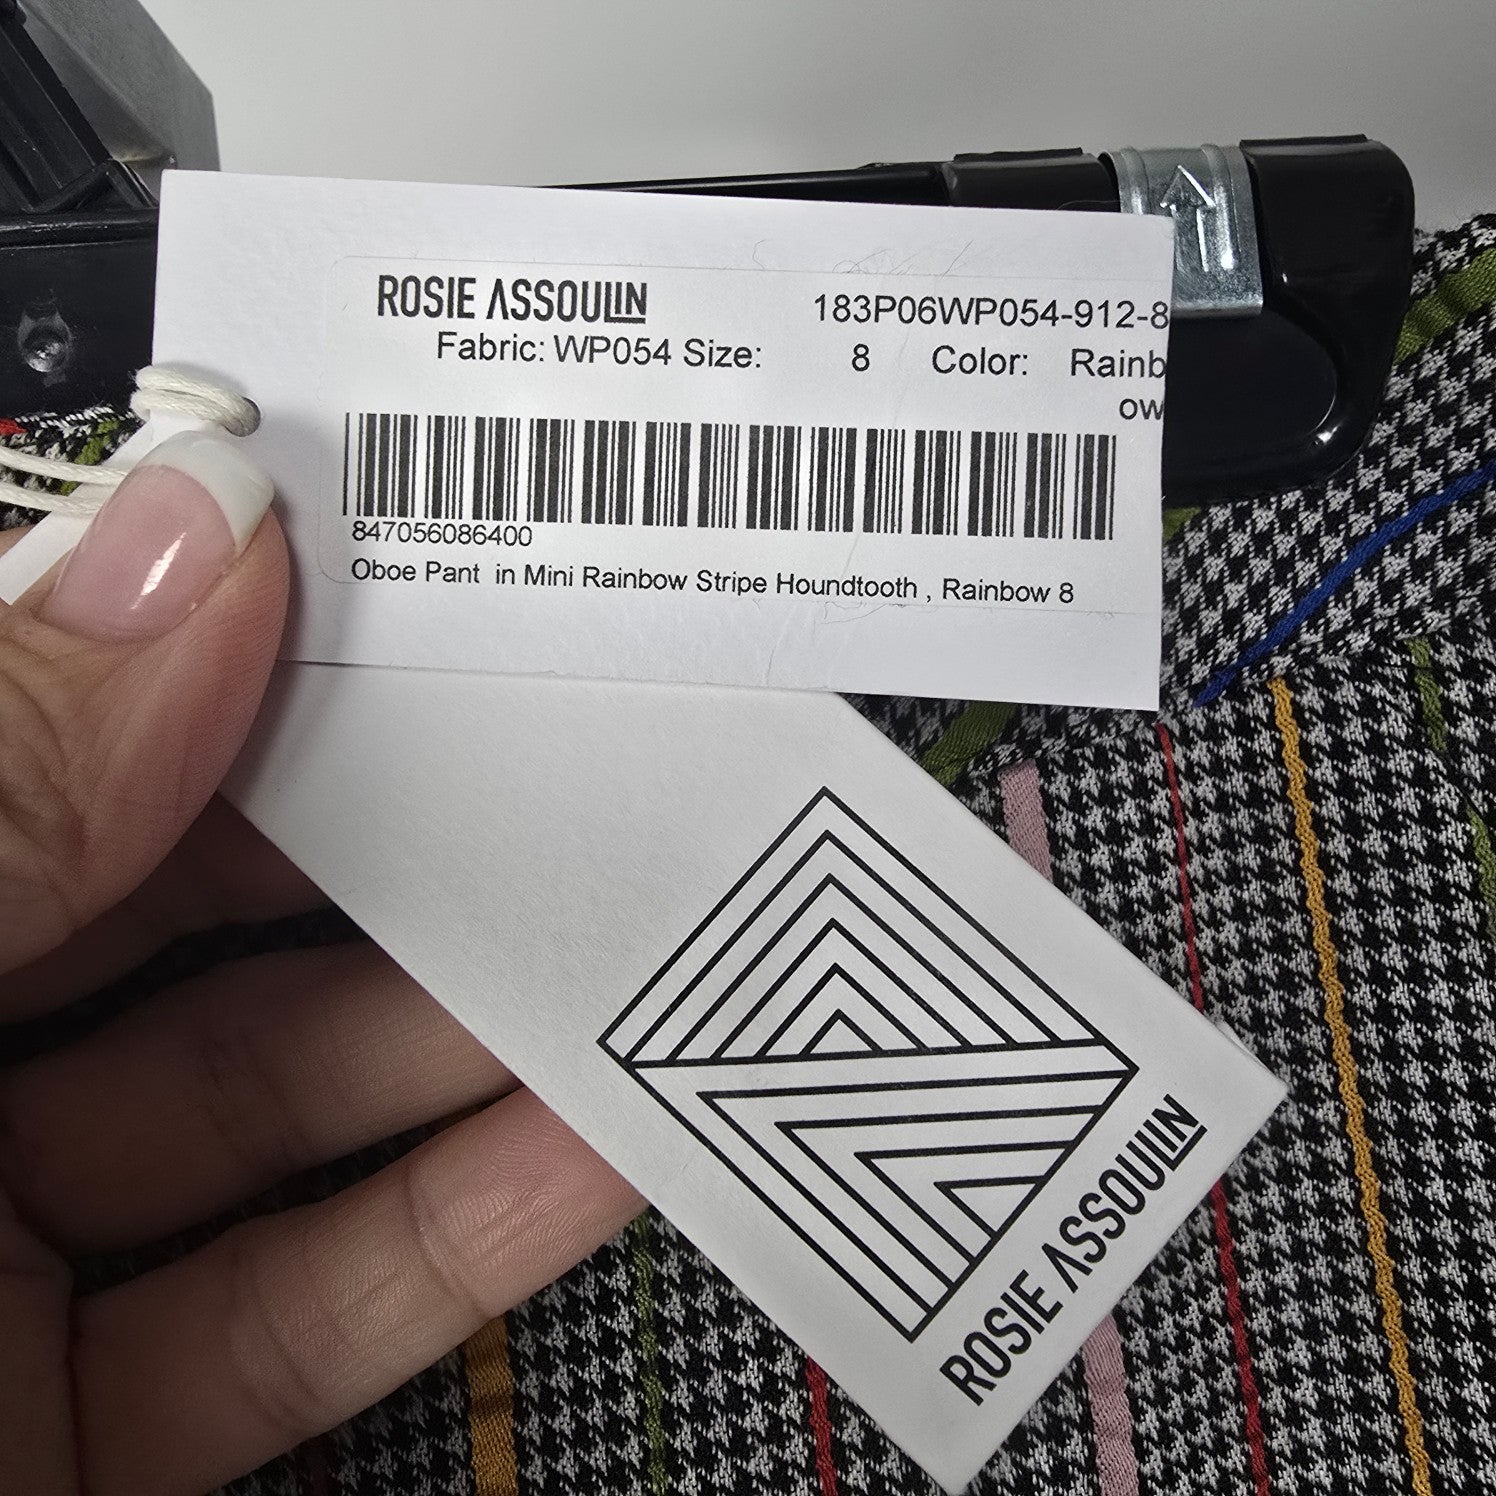 ROSIE ASSOULIN 183P06WP054-912-8
Fabric: WP054 Size: 8 Color: Rainb
ow
847056086400
Oboe Pant in Mini Rainbow Stripe Houndtooth , Rainbow 8
ROSIE ASSOULIN